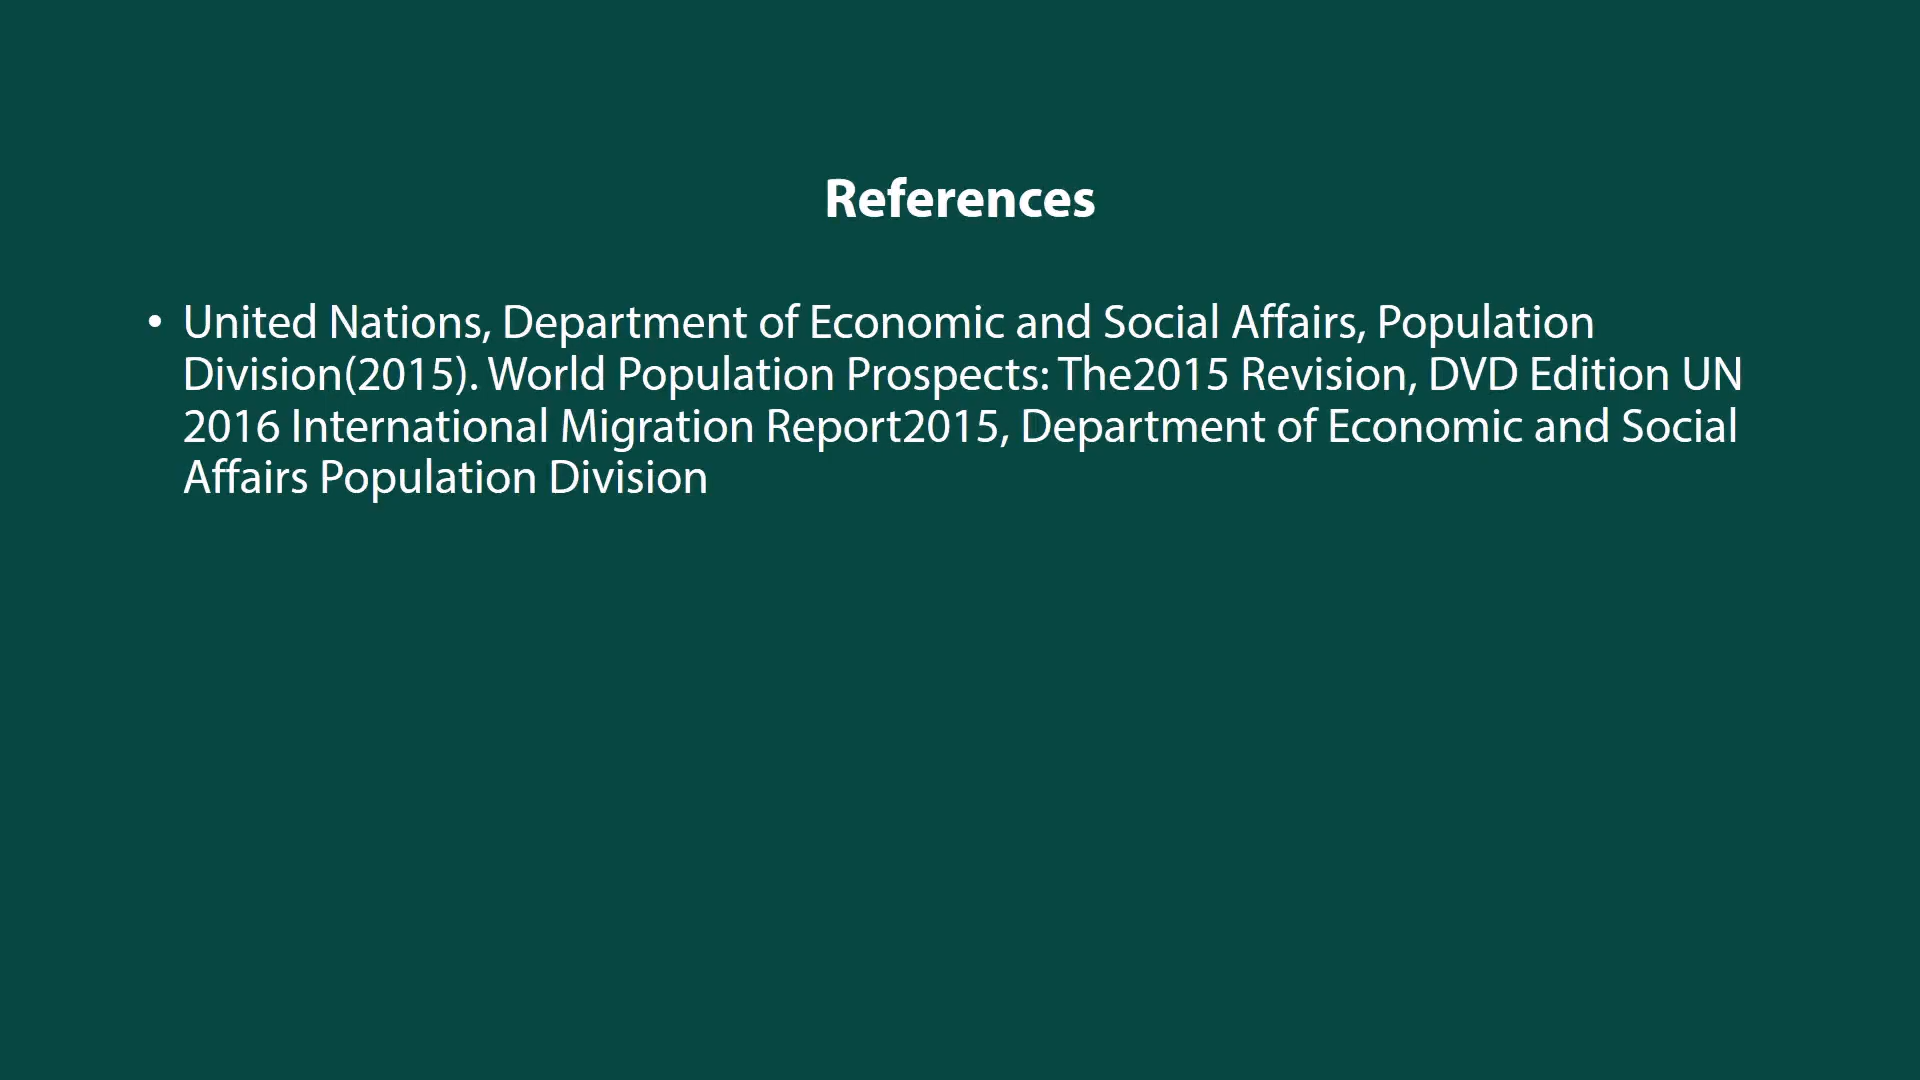 References
• United Nations, Department of Economic and Social Affairs, Population
Division(2015). World Population Prospects: The2015 Revision, DVD Edition UN
2016 International Migration Report2015, Department of Economic and Social
Affairs Population Division